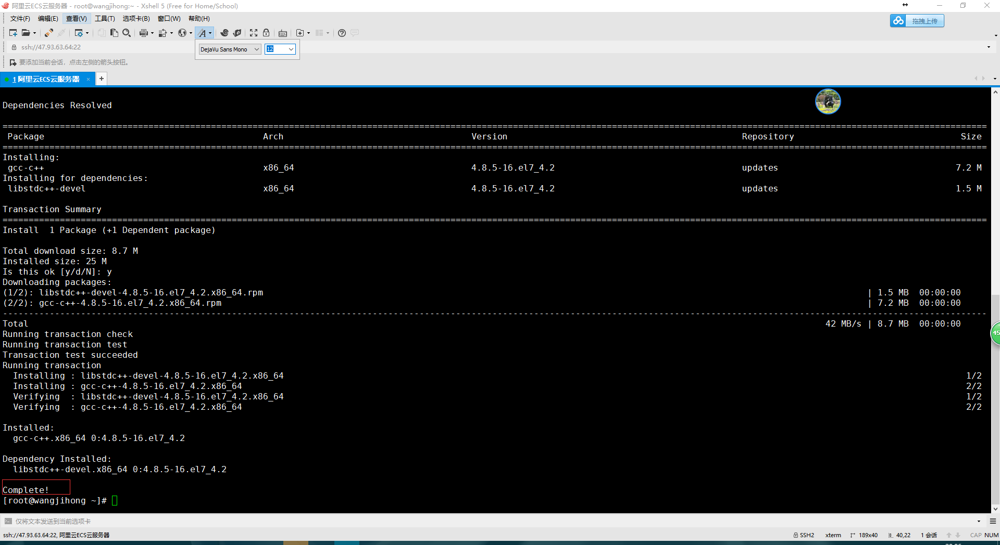 阿里云ECS云服务器 - root@wangjihong:~ - Xshell 5 (Free for Home/School)
文件(F) 编辑(E) 查看(V) 工具(T) 选项卡(B) 窗口(W) 帮助(H)
拖拽上传
ssh://47.93.63.64:22
DejaVu Sans Mono 12
要添加当前会话，点击左侧的箭头按钮。
1 阿里云ECS云服务器 × +
Dependencies Resolved
================================================================================
Package Arch Version Repository Size
================================================================================
Installing:
gcc-c++ x86_64 4.8.5-16.el7_4.2 updates 7.2 M
Installing for dependencies:
libstdc++-devel x86_64 4.8.5-16.el7_4.2 updates 1.5 M
Transaction Summary
================================================================================
Install  1 Package (+1 Dependent package)
Total download size: 8.7 M
Installed size: 25 M
Is this ok [y/d/N]: y
Downloading packages:
(1/2): libstdc++-devel-4.8.5-16.el7_4.2.x86_64.rpm | 1.5 MB  00:00:00
(2/2): gcc-c++-4.8.5-16.el7_4.2.x86_64.rpm | 7.2 MB  00:00:00
--------------------------------------------------------------------------------
Total 42 MB/s | 8.7 MB  00:00:00
45
Running transaction check
Running transaction test
Transaction test succeeded
Running transaction
Installing : libstdc++-devel-4.8.5-16.el7_4.2.x86_64 1/2
Installing : gcc-c++-4.8.5-16.el7_4.2.x86_64 2/2
Verifying  : libstdc++-devel-4.8.5-16.el7_4.2.x86_64 1/2
Verifying  : gcc-c++-4.8.5-16.el7_4.2.x86_64 2/2
Installed:
gcc-c++.x86_64 0:4.8.5-16.el7_4.2
Dependency Installed:
libstdc++-devel.x86_64 0:4.8.5-16.el7_4.2
Complete!
[root@wangjihong ~]#
仅将文本发送到当前选项卡
ssh://47.93.63.64:22, 阿里云ECS云服务器 SSH2 xterm 189x40 40,22 1 会话 CAP NUM